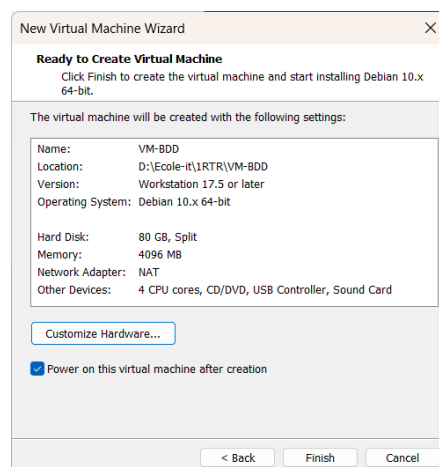 New Virtual Machine Wizard
Ready to Create Virtual Machine
Click Finish to create the virtual machine and start installing Debian 10.x
64-bit.
The virtual machine will be created with the following settings:
Name: VM-BDD
Location: D:\Ecole-it\1RTR\VM-BDD
Version: Workstation 17.5 or later
Operating System: Debian 10.x 64-bit
Hard Disk: 80 GB, Split
Memory: 4096 MB
Network Adapter: NAT
Other Devices: 4 CPU cores, CD/DVD, USB Controller, Sound Card
Customize Hardware...
Power on this virtual machine after creation
< Back Finish Cancel